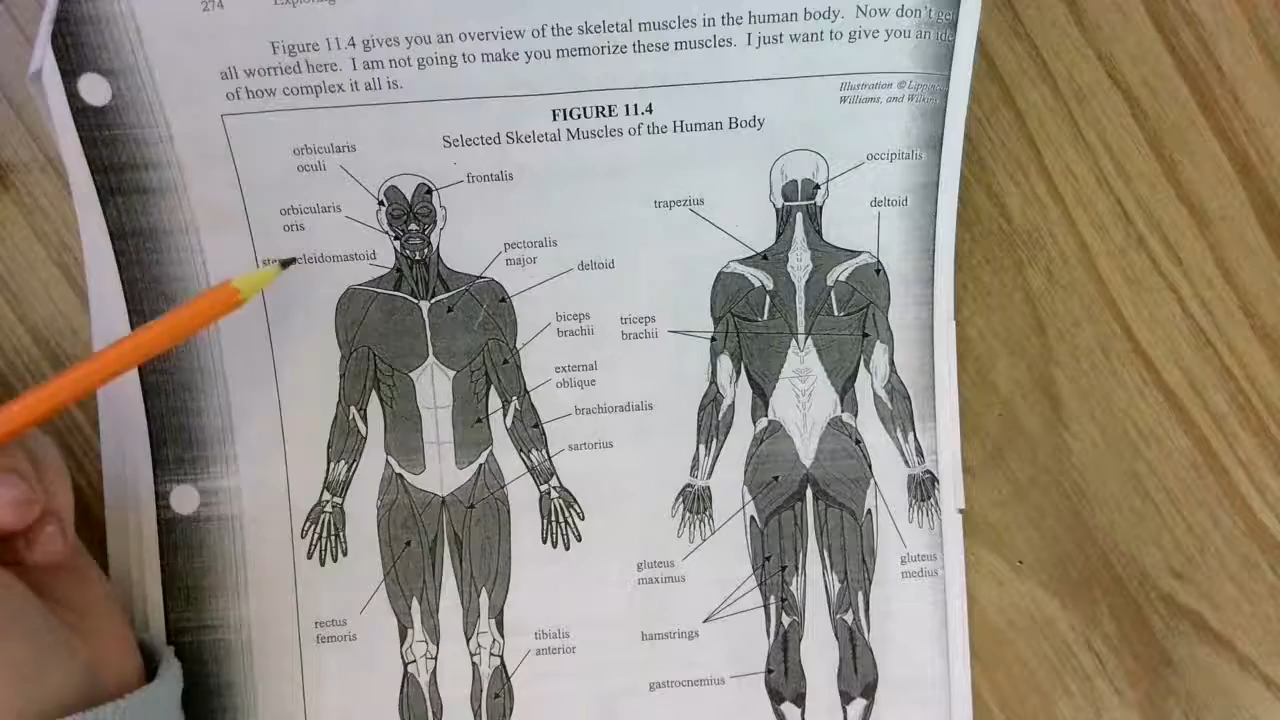 274
Figure 11.4 gives you an overview of the skeletal muscles in the human body. Now don't get
all worried here. I am not going to make you memorize these muscles. I just want to give you an
of how complex it all is.
Illustration ©
Williams, and
FIGURE 11.4
Selected Skeletal Muscles of the Human Body
orbicularis
oculi
frontalis
orbicularis
oris
pectoralis
major
deltoid
biceps
brachii
external
oblique
brachioradialis
sartorius
rectus
femoris
tibialis
anterior
occipitalis
trapezius
deltoid
triceps
brachii
gluteus
maximus
gluteus
medius
hamstrings
gastrocnemius